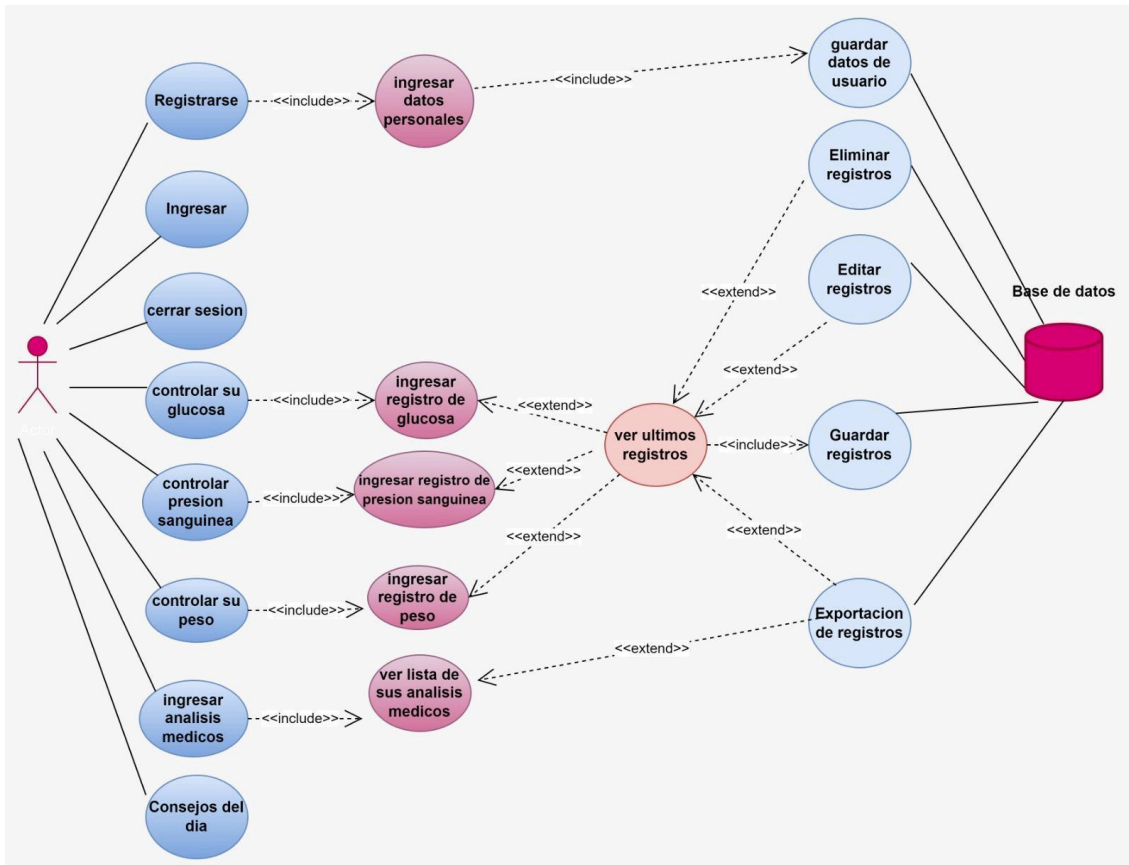 guardar
datos de
usuario
<<include>>
ingresar
datos
personales
Registrarse
<<include>>
Eliminar
registros
Ingresar
Editar
registros
<<extend>>
Base de datos
cerrar sesion
Actor
controlar su
glucosa
<<include>>
ingresar
registro de
glucosa
<<extend>>
<<extend>>
ver ultimos
registros
<<include>>
Guardar
registros
controlar
presion
sanguinea
<<include>>
ingresar registro de
presion sanguinea
<<extend>>
<<extend>>
<<extend>>
controlar su
peso
<<include>>
ingresar
registro de
peso
Exportacion
de registros
<<extend>>
ingresar
analisis
medicos
<<include>>
ver lista de
sus analisis
medicos
Consejos del
dia